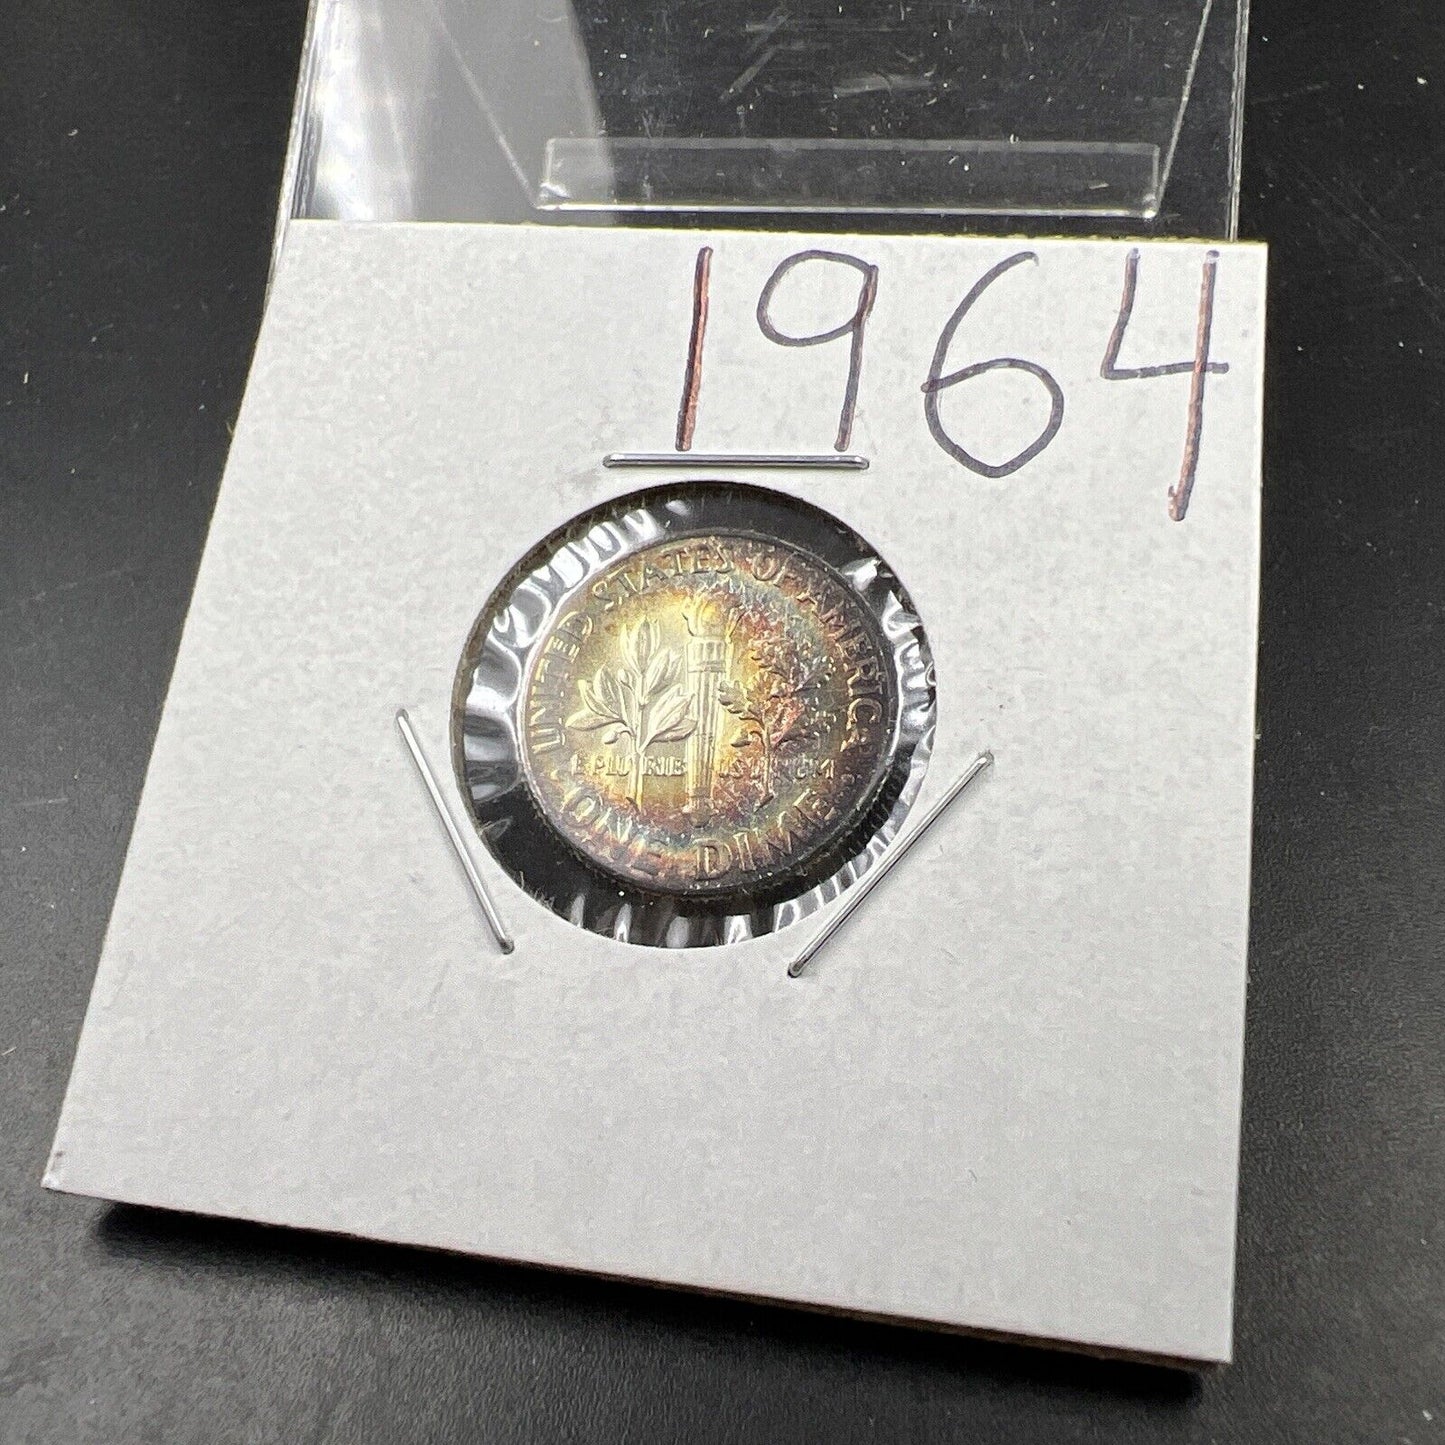 1964
UNITED STATES OF AMERICA
E PLURIBUS UNUM
ONE DIME